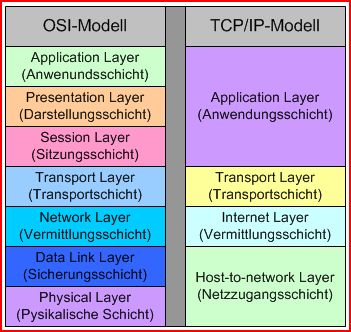 OSI-Modell
Application Layer
(Anwendundsschicht)
Presentation Layer
(Darstellungsschicht)
Session Layer
(Sitzungsschicht)
Transport Layer
(Transportschicht)
Network Layer
(Vermittlungsschicht)
Data Link Layer
(Sicherungsschicht)
Physical Layer
(Pysikalische Schicht)
TCP/IP-Modell
Application Layer
(Anwendungsschicht)
Transport Layer
(Transportschicht)
Internet Layer
(Vermittlungsschicht)
Host-to-network Layer
(Netzzugangsschicht)